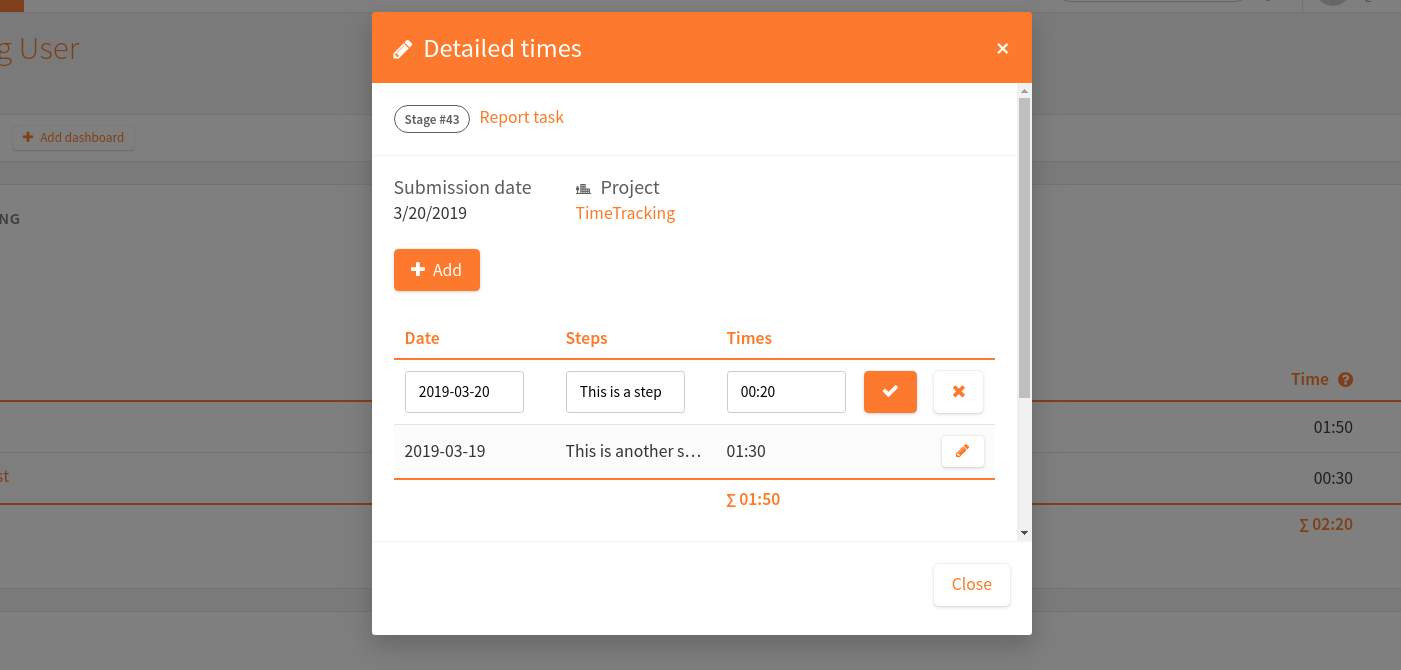 Detailed times
×
g User
Stage #43 Report task
Add dashboard
Submission date Project
3/20/2019 TimeTracking
NG
Add
Date Steps Times
Time ?
2019-03-20 This is a step 00:20
01:50
2019-03-19 This is another s... 01:30
st 00:30
∑ 01:50
∑ 02:20
Close